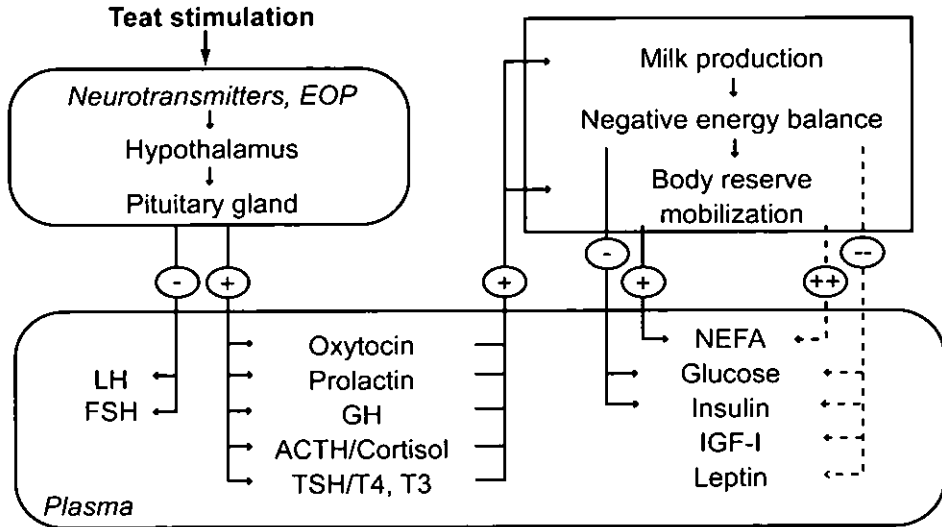 Teat stimulation
Neurotransmitters, EOP
Hypothalamus
Pituitary gland
Milk production
Negative energy balance
Body reserve
mobilization
- + + - + ++ --
Oxytocin
Prolactin
GH
ACTH/Cortisol
TSH/T4, T3
LH
FSH
NEFA
Glucose
Insulin
IGF-I
Leptin
Plasma